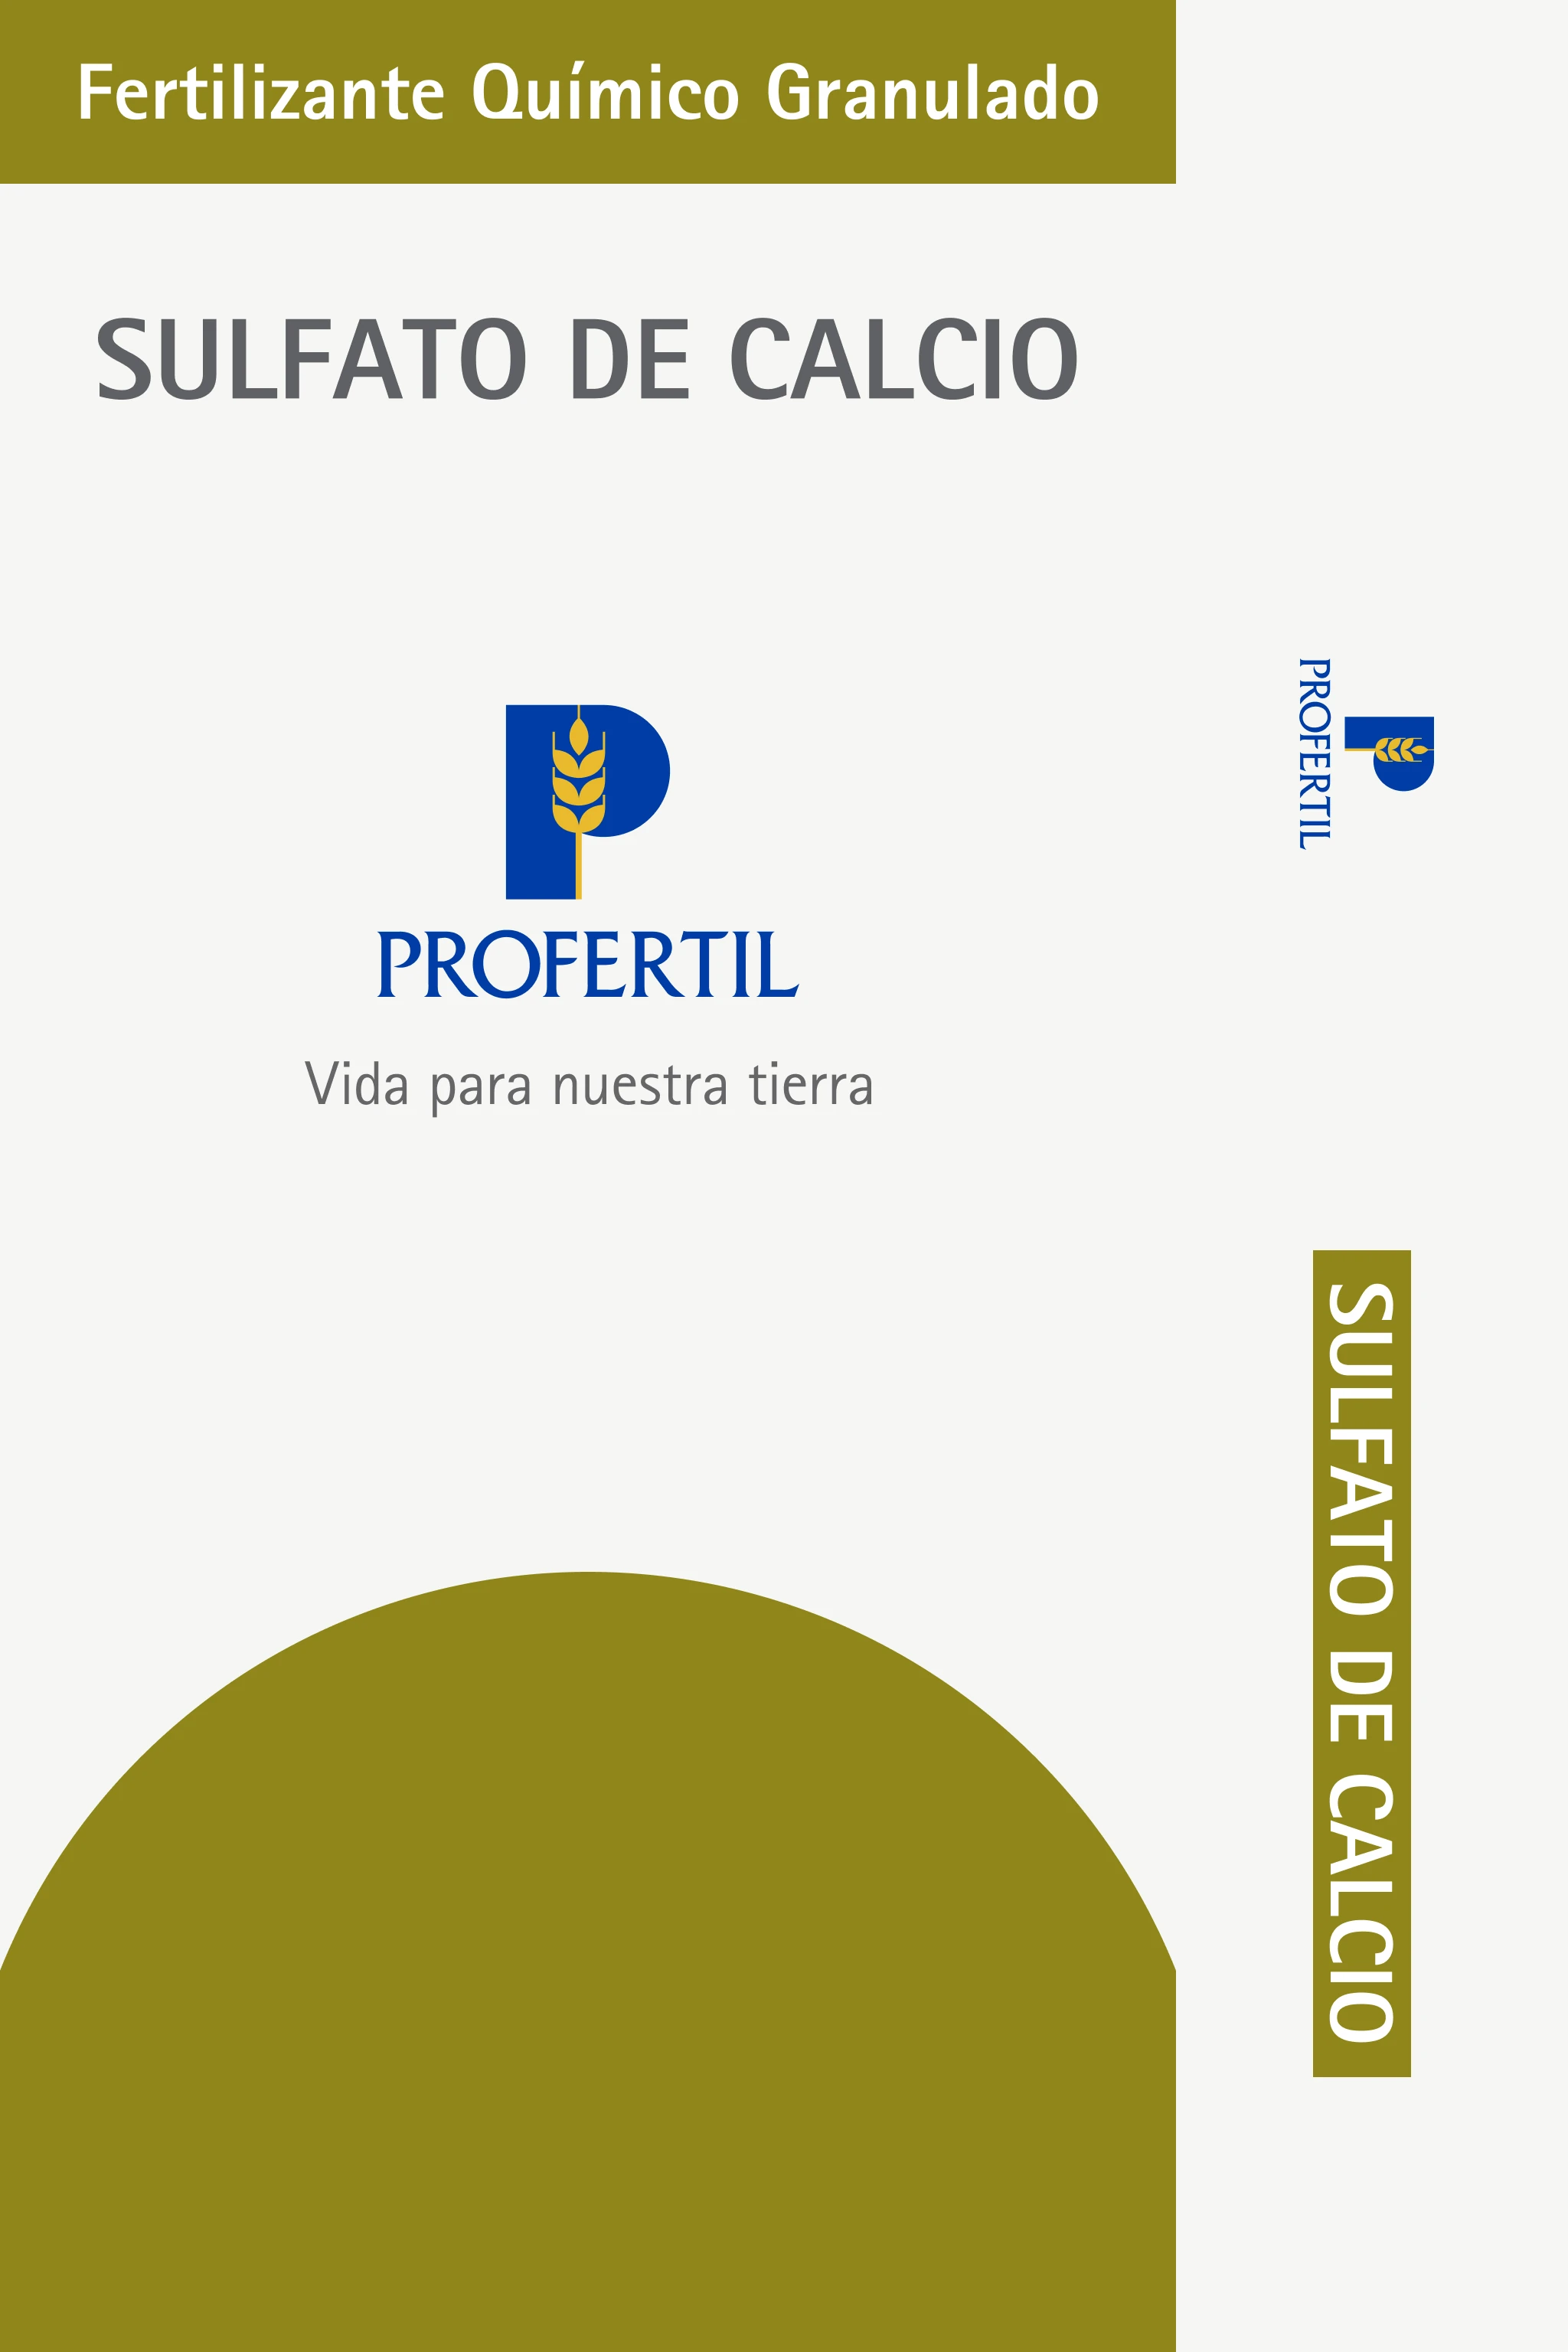 Fertilizante Químico Granulado
SULFATO DE CALCIO
PROFERTIL
Vida para nuestra tierra
PROFERTIL
SULFATO DE CALCIO